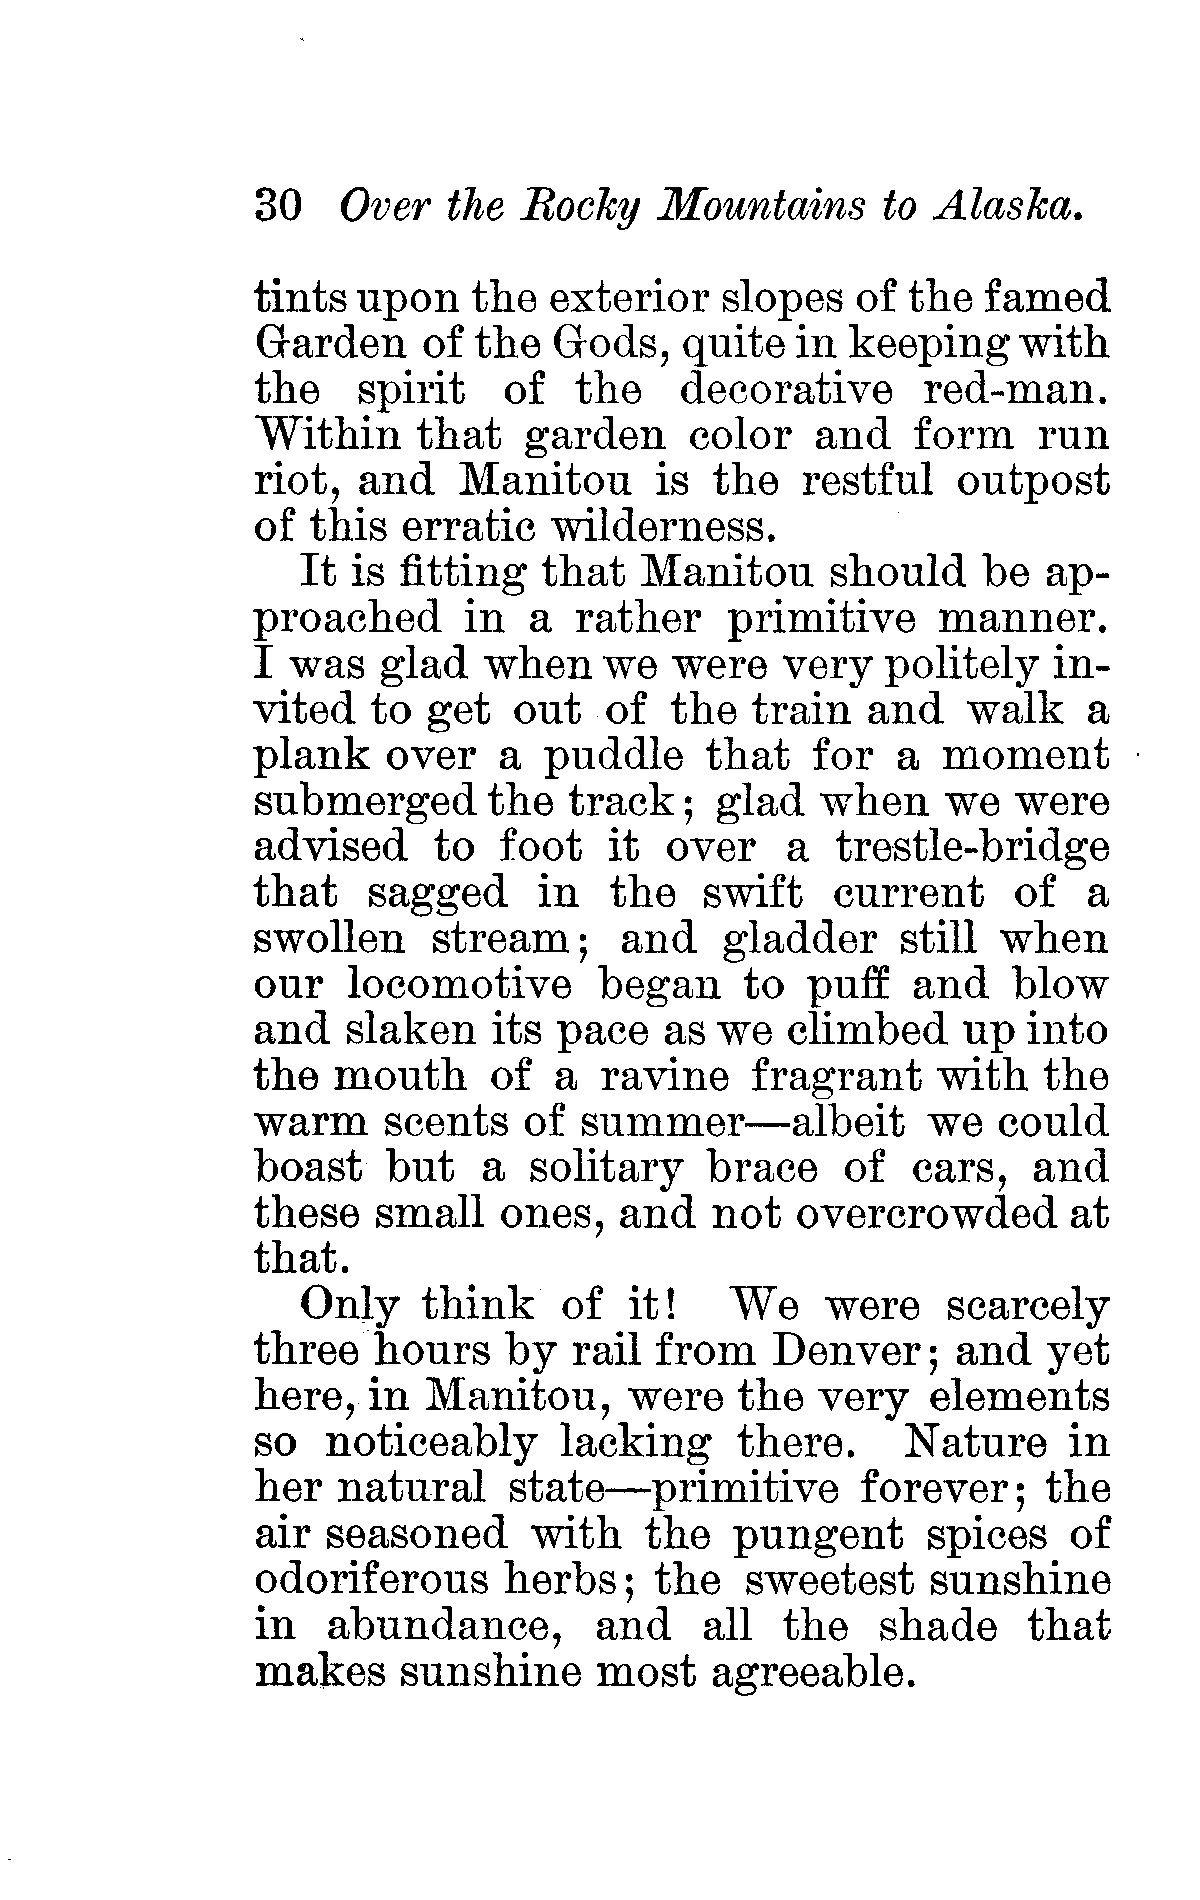 30 Over the Rocky Mountains to Alaska.
tints upon the exterior slopes of the famed
Garden of the Gods, quite in keeping with
the spirit of the decorative red-man.
Within that garden color and form run
riot, and Manitou is the restful outpost
of this erratic wilderness.
It is fitting that Manitou should be ap-
proached in a rather primitive manner.
I was glad when we were very politely in-
vited to get out of the train and walk a
plank over a puddle that for a moment
submerged the track; glad when we were
advised to foot it over a trestle-bridge
that sagged in the swift current of a
swollen stream; and gladder still when
our locomotive began to puff and blow
and slaken its pace as we climbed up into
the mouth of a ravine fragrant with the
warm scents of summer—albeit we could
boast but a solitary brace of cars, and
these small ones, and not overcrowded at
that.
Only think of it! We were scarcely
three hours by rail from Denver; and yet
here, in Manitou, were the very elements
so noticeably lacking there. Nature in
her natural state—primitive forever; the
air seasoned with the pungent spices of
odoriferous herbs; the sweetest sunshine
in abundance, and all the shade that
makes sunshine most agreeable.